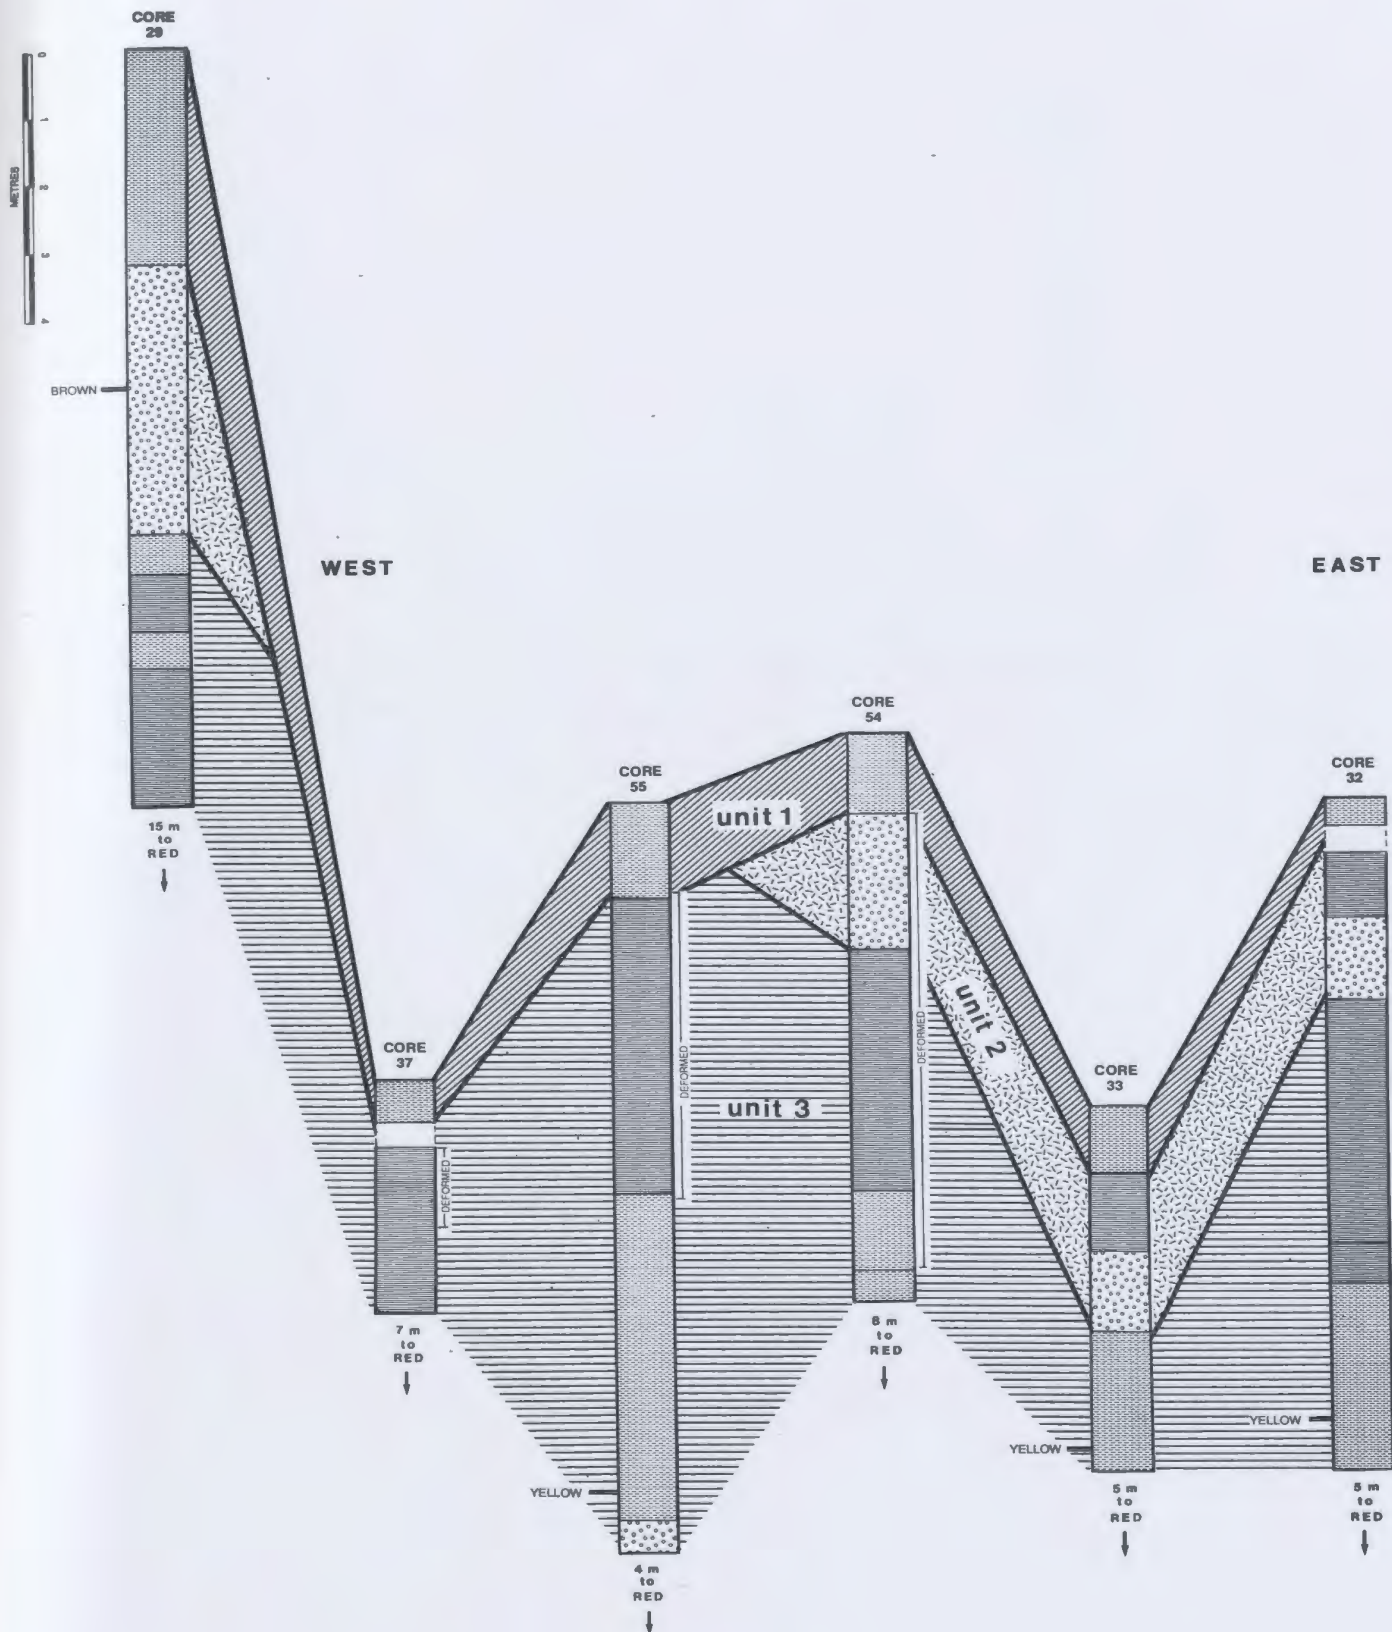 CORE
29
0
1
2
3
4
METRES
BROWN
15 m
to
RED
WEST
EAST
CORE
37
DEFORMED
7 m
to
RED
CORE
55
DEFORMED
YELLOW
4 m
to
RED
unit 1
unit 2
unit 3
CORE
54
DEFORMED
6 m
to
RED
CORE
33
YELLOW
5 m
to
RED
CORE
32
YELLOW
5 m
to
RED